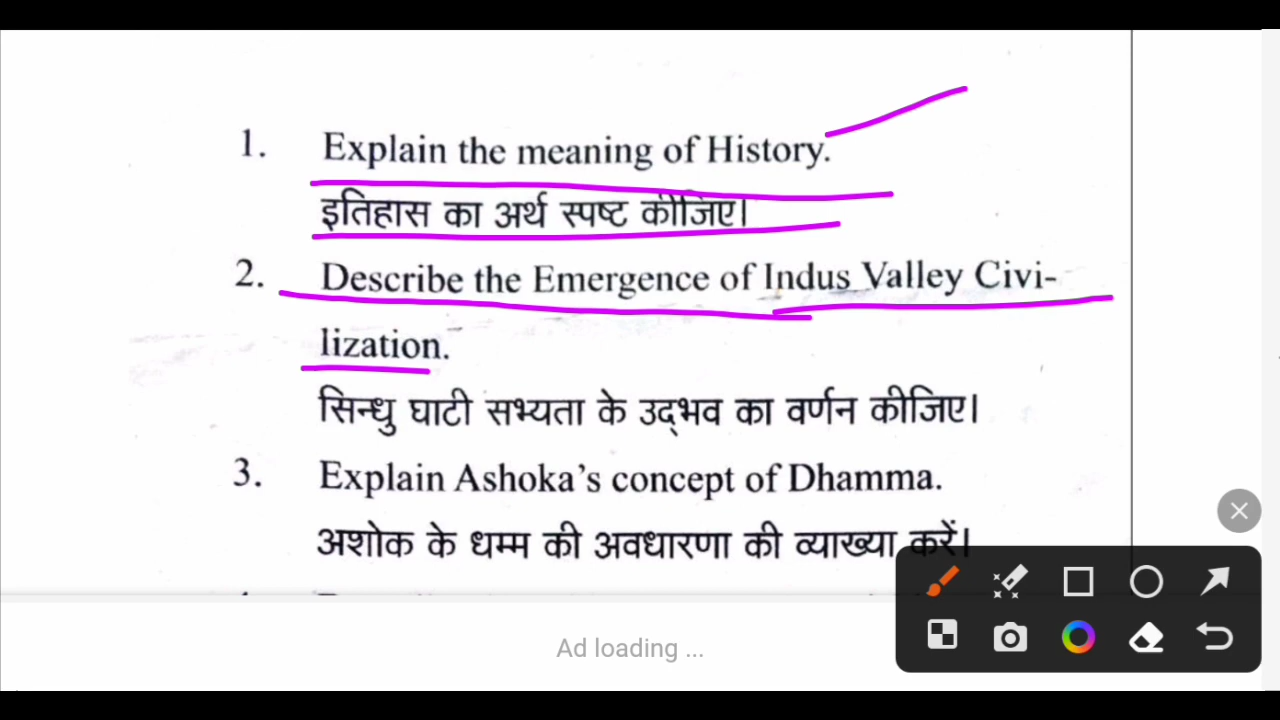 1. Explain the meaning of History.
इतिहास का अर्थ स्पष्ट कीजिए।
2. Describe the Emergence of Indus Valley Civi-
lization.
सिन्धु घाटी सभ्यता के उद्भव का वर्णन कीजिए।
3. Explain Ashoka's concept of Dhamma.
अशोक के धम्म की अवधारणा की व्याख्या करें।
Ad loading ...